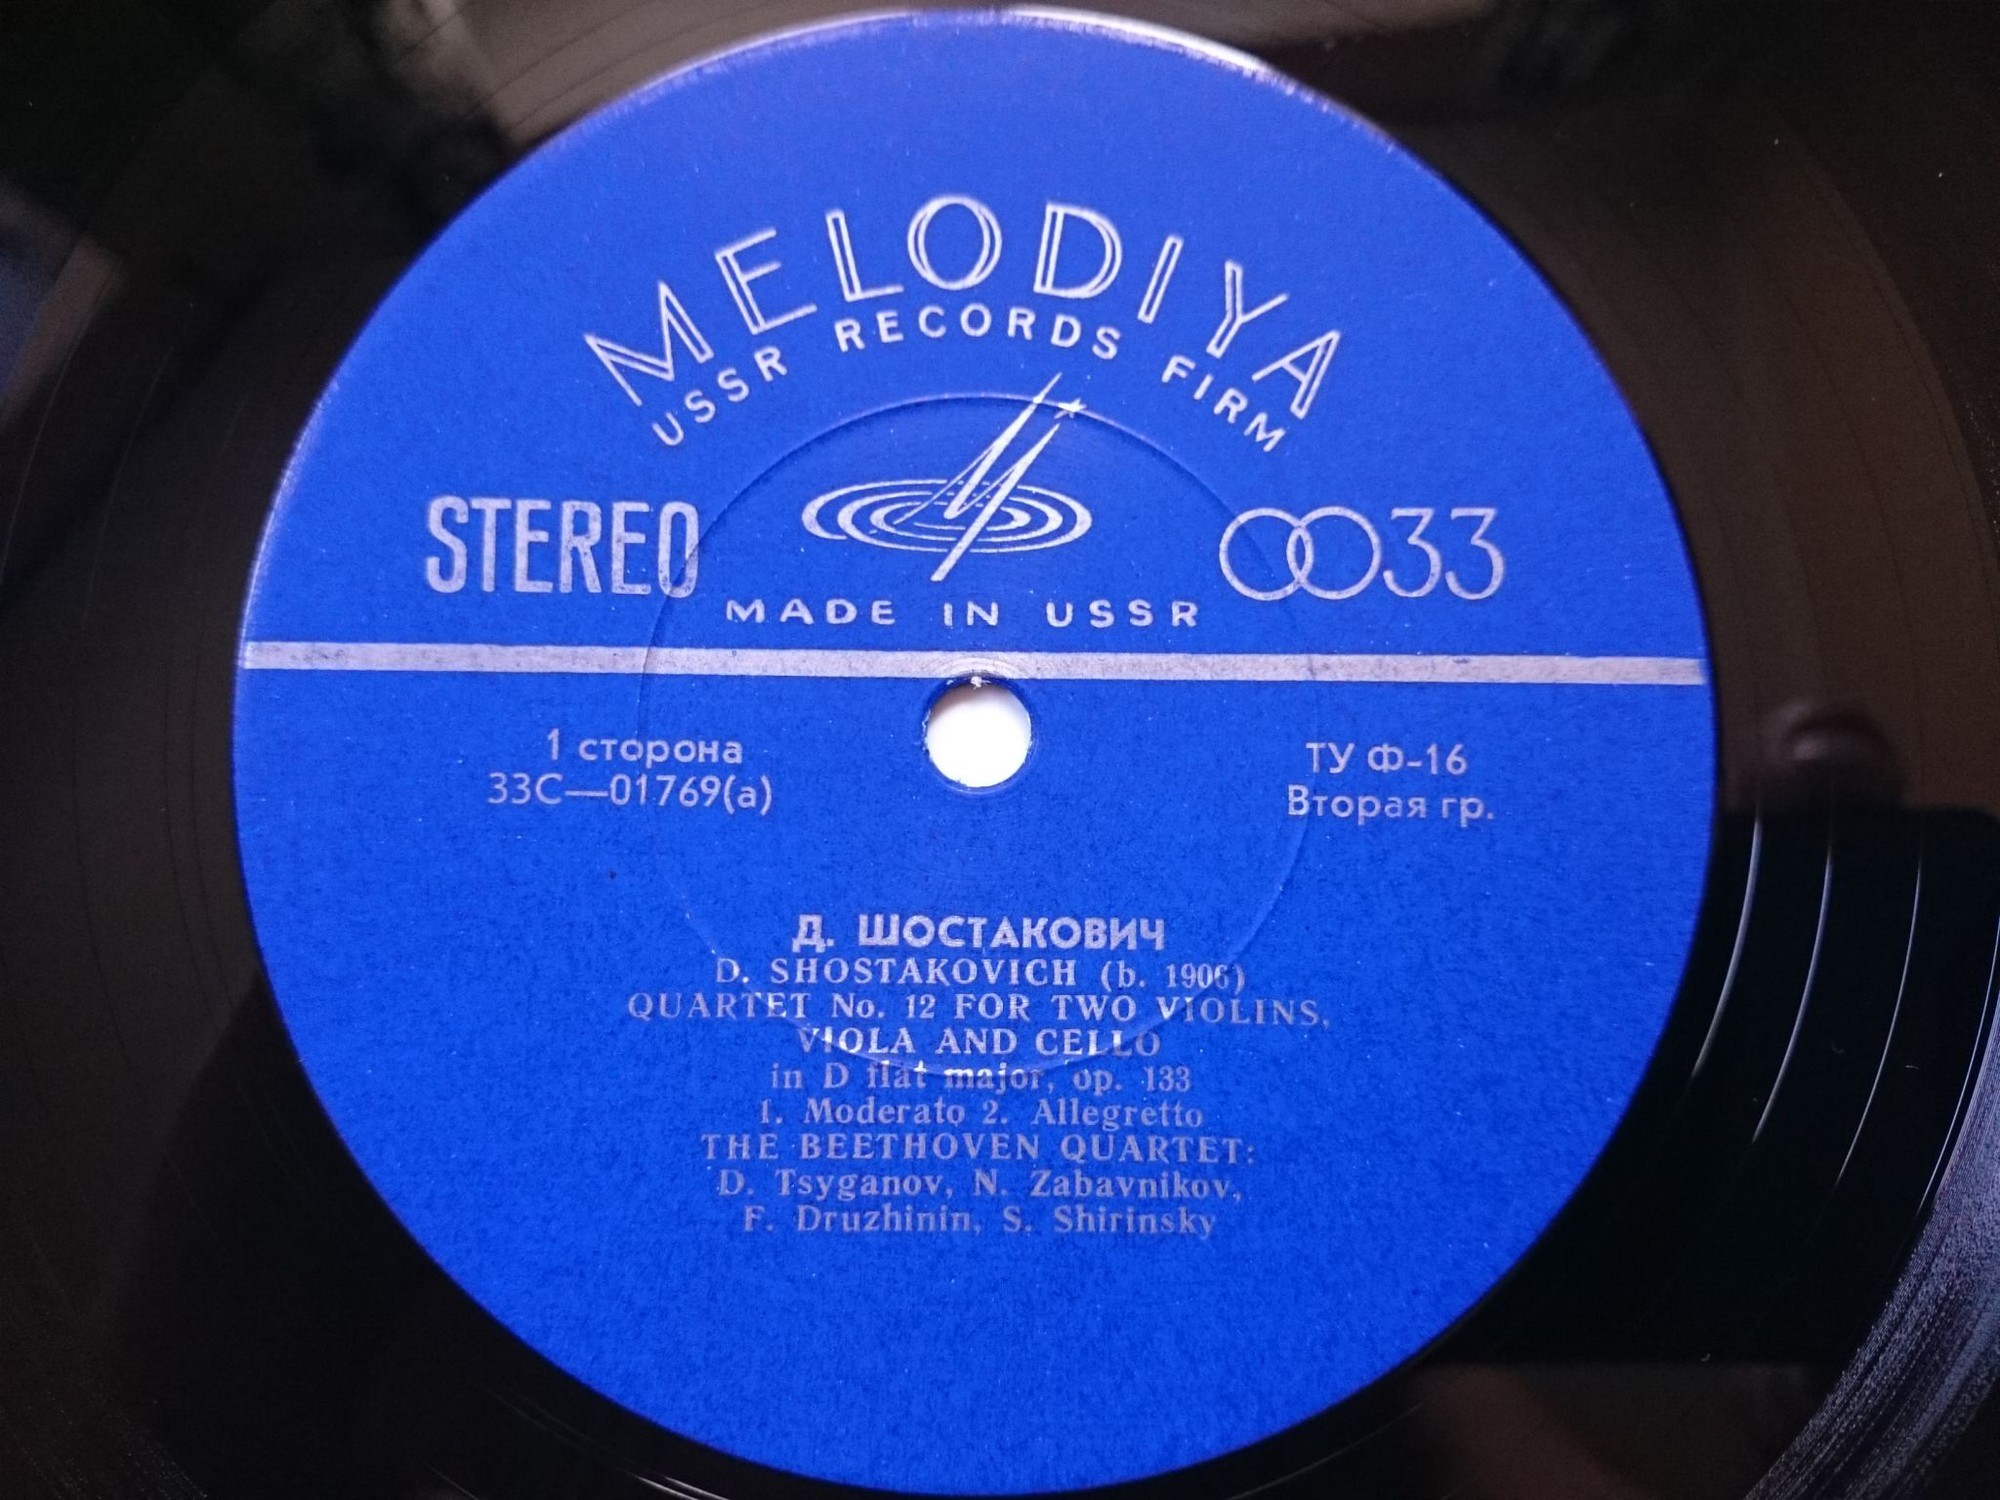 MELODIYA
USSR RECORDS FIRM
STEREO
33
MADE IN USSR
1 сторона
33С—01769(а)
ТУ Ф-16
Вторая гр.
Д. ШОСТАКОВИЧ
D. SHOSTAKOVICH (b. 1906)
QUARTET No. 12 FOR TWO VIOLINS,
VIOLA AND CELLO
in D flat major, op. 133
1. Moderato 2. Allegretto
THE BEETHOVEN QUARTET:
D. Tsyganov, N. Zabavnikov,
F. Druzhinin, S. Shirinsky